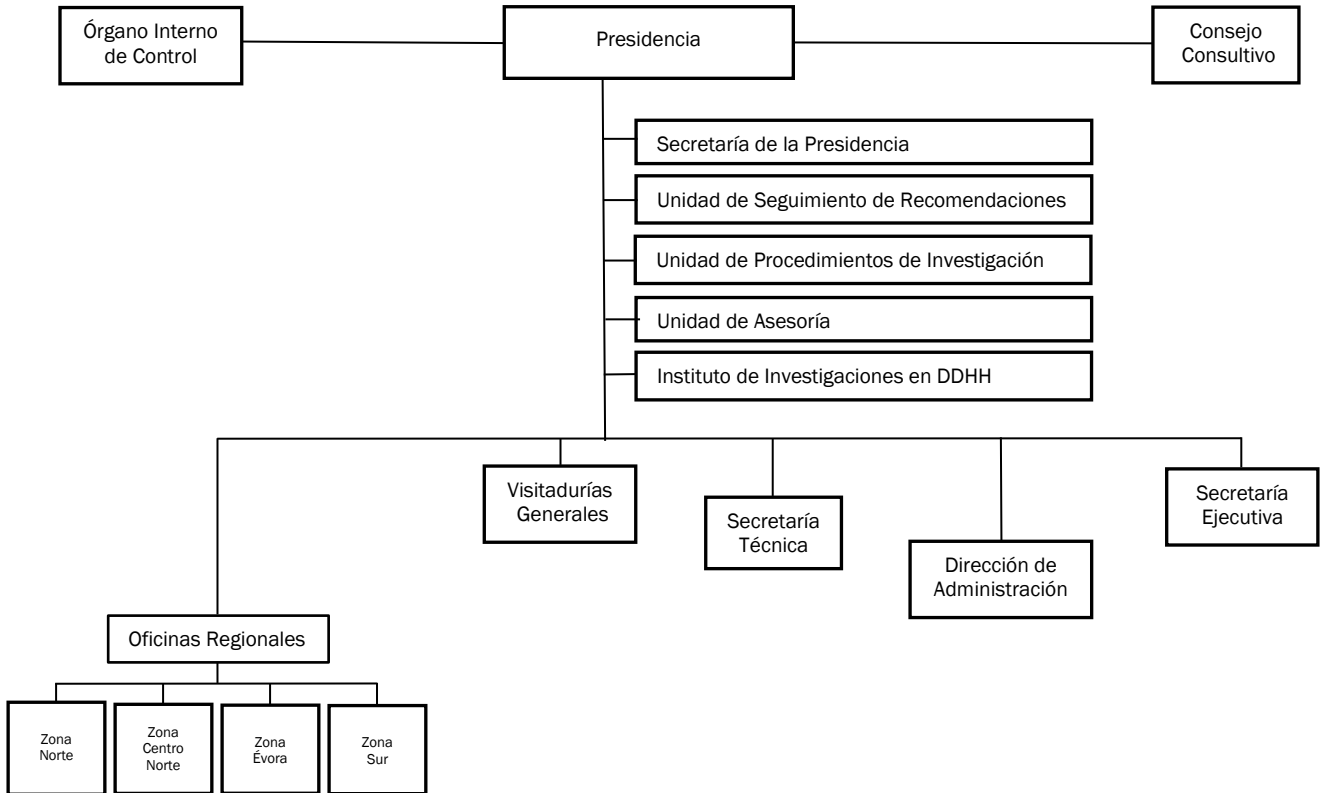 Órgano Interno
de Control
Presidencia
Consejo
Consultivo
Secretaría de la Presidencia
Unidad de Seguimiento de Recomendaciones
Unidad de Procedimientos de Investigación
Unidad de Asesoría
Instituto de Investigaciones en DDHH
Visitadurías
Generales
Secretaría
Técnica
Dirección de
Administración
Secretaría
Ejecutiva
Oficinas Regionales
Zona
Norte
Zona
Centro
Norte
Zona
Évora
Zona
Sur